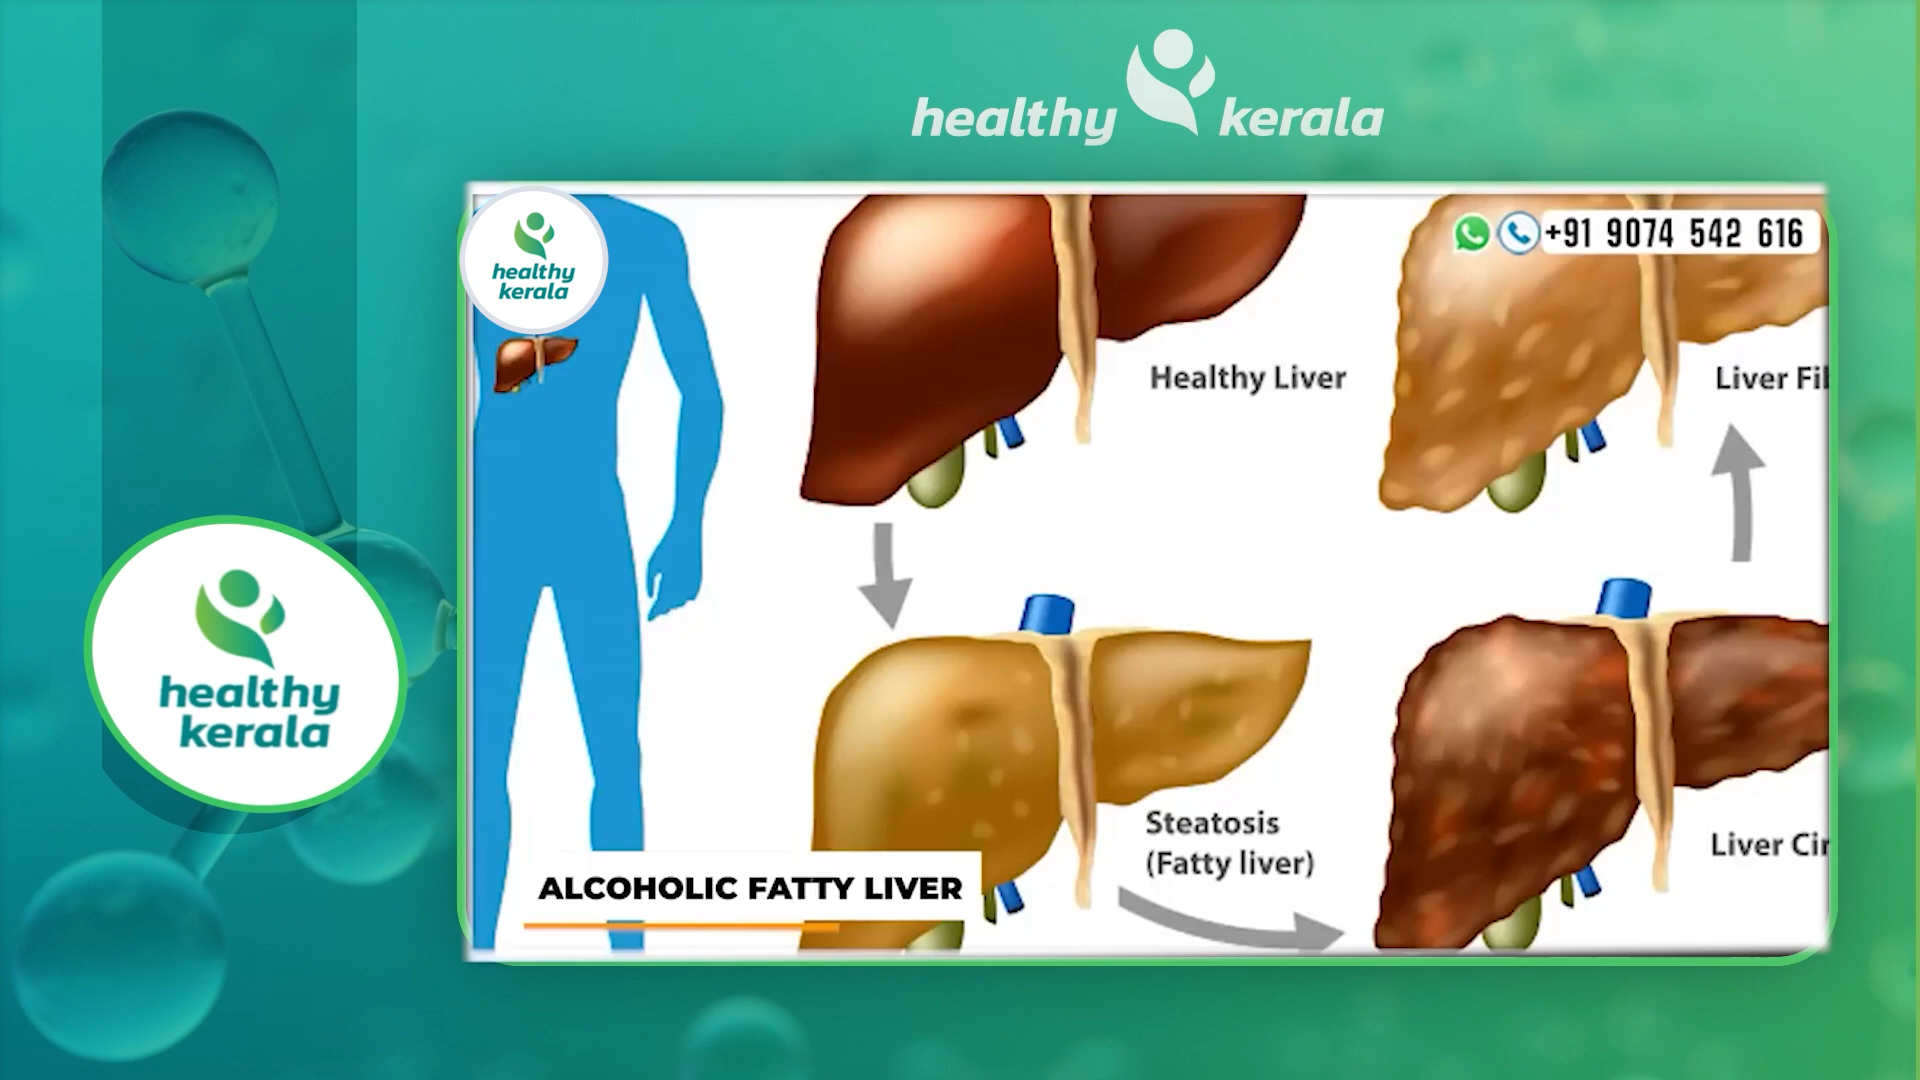 healthy kerala
healthy
kerala
+91 9074 542 616
Healthy Liver
Liver Fi
healthy
kerala
Steatosis
(Fatty liver)
Liver Cir
ALCOHOLIC FATTY LIVER